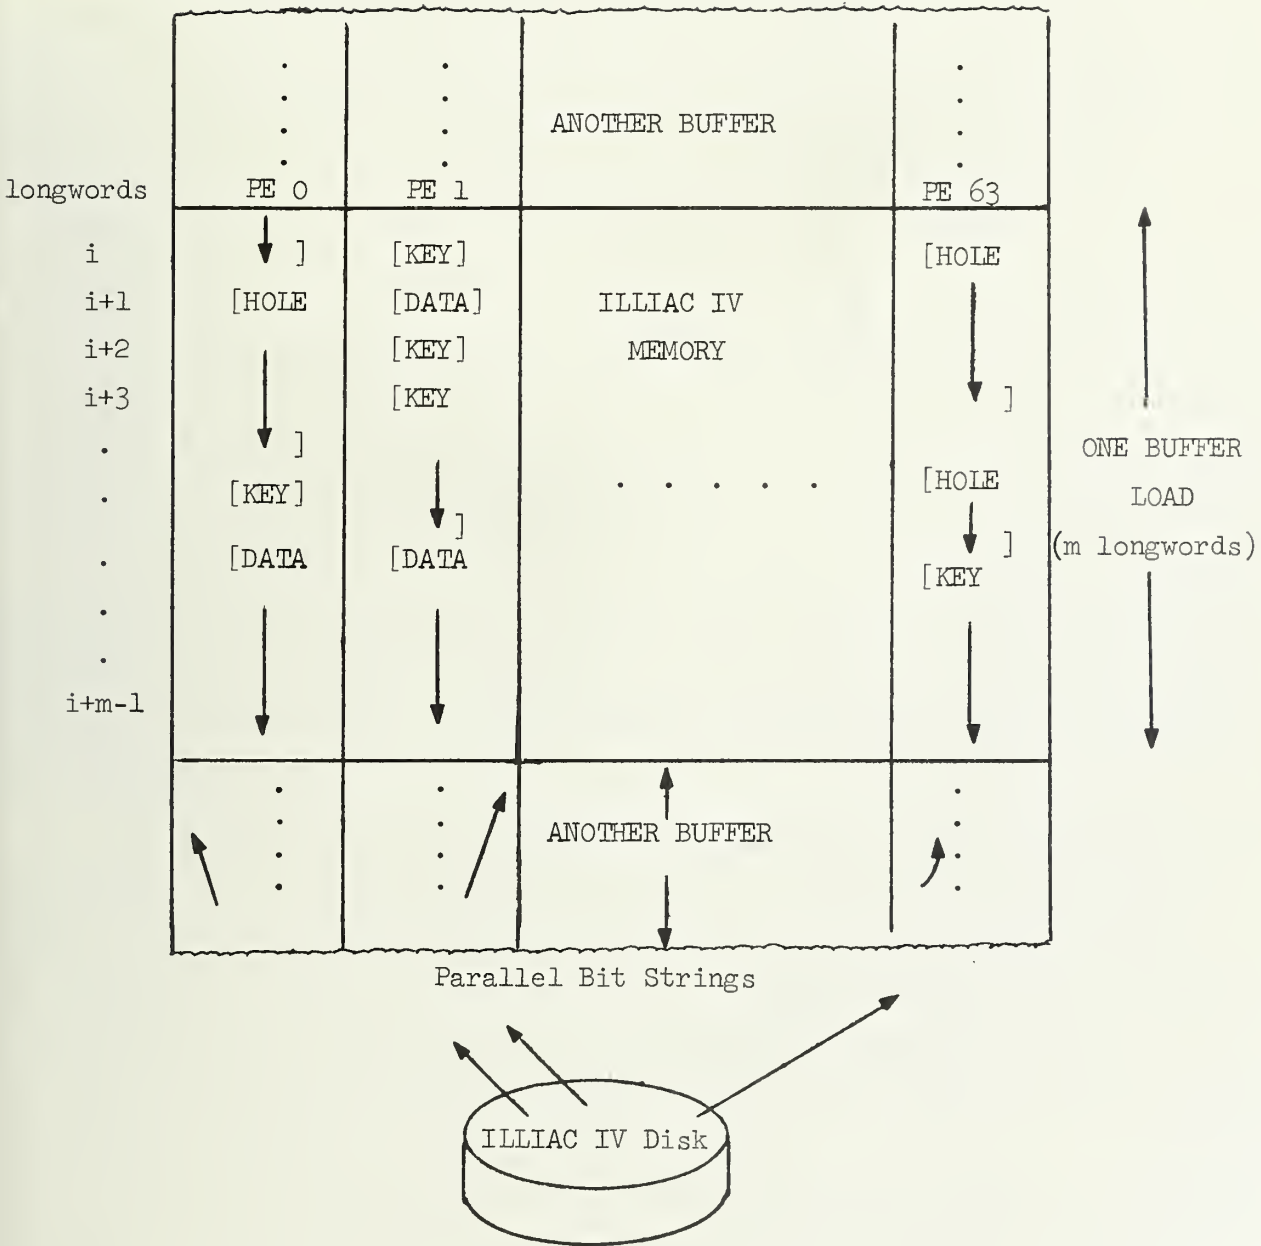 ANOTHER BUFFER
longwords PE 0 PE 1 PE 63
i ] [KEY] [HOLE
i+1 [HOLE [DATA] ILLIAC IV
i+2 [KEY] MEMORY
i+3 [KEY ]
] ONE BUFFER
[KEY] . . . . . [HOLE LOAD
]
[DATA [DATA ] (m longwords)
[KEY
i+m-1
ANOTHER BUFFER
Parallel Bit Strings
ILLIAC IV Disk